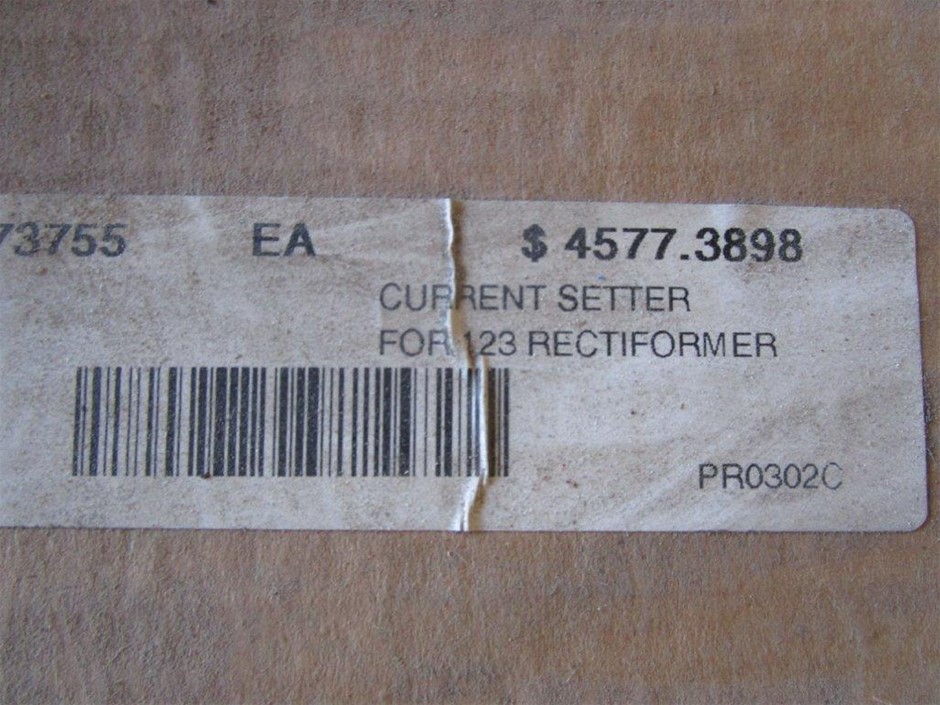 73755 EA $ 4577.3898
CURRENT SETTER
FOR 123 RECTIFORMER
PR0302C